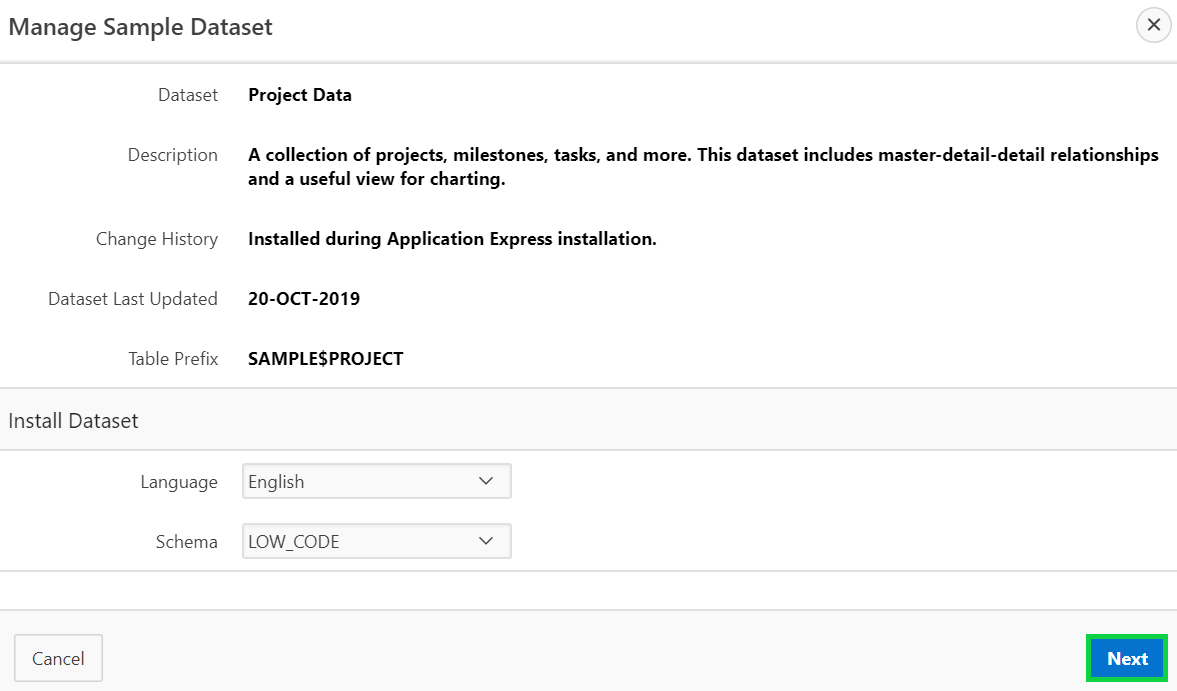 Manage Sample Dataset
Dataset Project Data
Description A collection of projects, milestones, tasks, and more. This dataset includes master-detail-detail relationships
and a useful view for charting.
Change History Installed during Application Express installation.
Dataset Last Updated 20-OCT-2019
Table Prefix SAMPLE$PROJECT
Install Dataset
Language English
Schema LOW_CODE
Cancel Next